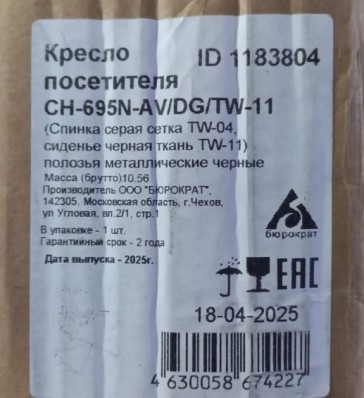 Кресло ID 1183804
посетителя
CH-695N-AV/DG/TW-11
(Спинка серая сетка TW-04,
сиденье черная ткань TW-11)
полозья металлические черные
Масса (брутто)10.56
Производитель ООО "БЮРОКРАТ",
142305, Московская область, г.Чехов,
ул Угловая, вл.2/1, стр.1
В упаковке - 1 шт.
Гарантийный срок - 2 года
бюрократ
Дата выпуска - 2025г.
EAC
18-04-2025
4 630058 674227